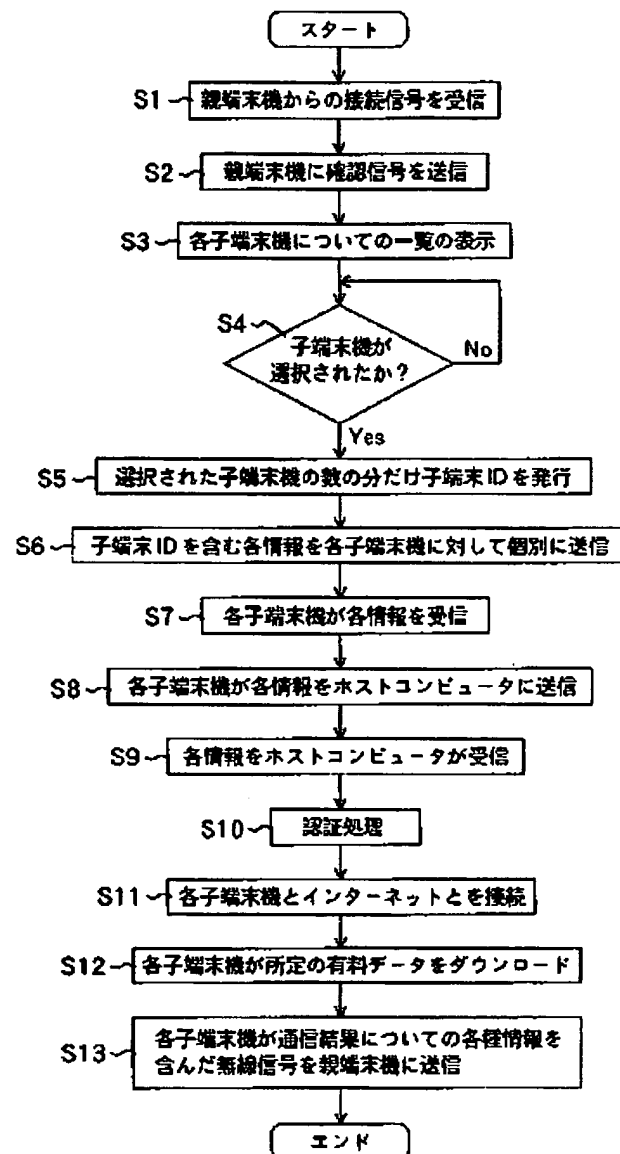 スタート
S1
親端末機からの接続信号を受信
S2
親端末機に確認信号を送信
S3
各子端末機についての一覧の表示
S4
子端末機が
選択されたか？
No
Yes
S5
選択された子端末機の数の分だけ子端末IDを発行
S6
子端末IDを含む各情報を各子端末機に対して個別に送信
S7
各子端末機が各情報を受信
S8
各子端末機が各情報をホストコンピュータに送信
S9
各情報をホストコンピュータが受信
S10
認証処理
S11
各子端末機とインターネットとを接続
S12
各子端末機が所定の有料データをダウンロード
S13
各子端末機が通信結果についての各種情報を
含んだ無線信号を親端末機に送信
エンド